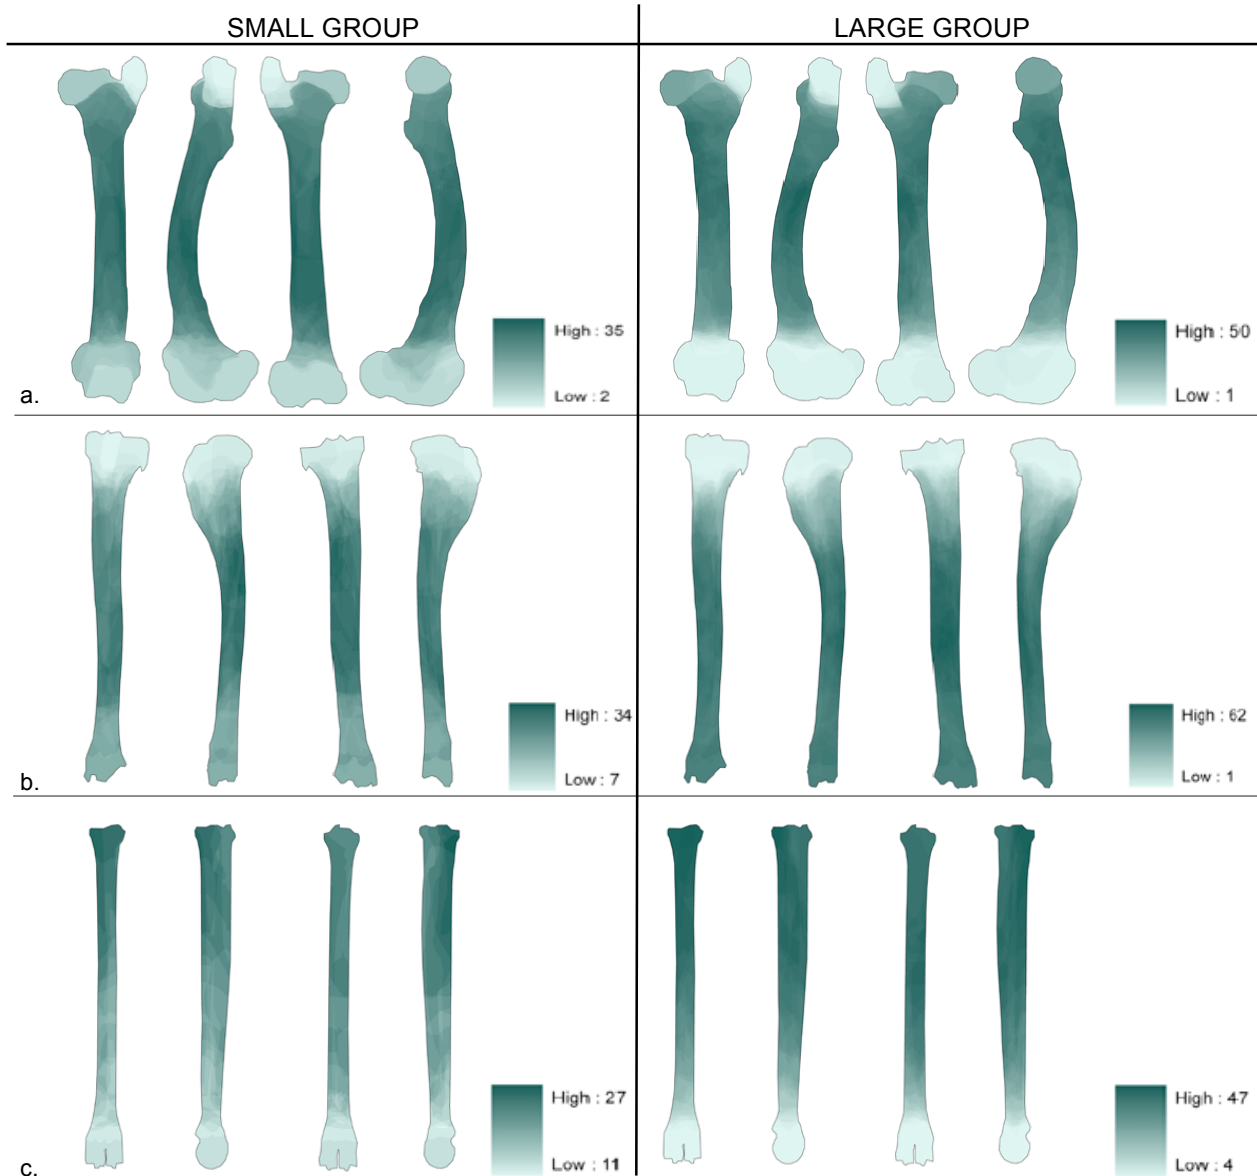 SMALL GROUP
LARGE GROUP
High : 35
Low : 2
High : 50
Low : 1
a.
High : 34
Low : 7
High : 62
Low : 1
b.
High : 27
Low : 11
High : 47
Low : 4
c.